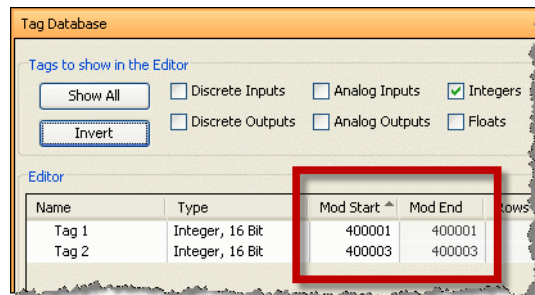 Tag Database
Tags to show in the Editor
Show All Discrete Inputs Analog Inputs Integers
Invert Discrete Outputs Analog Outputs Floats
Editor
Name Type Mod Start Mod End Rows
Tag 1 Integer, 16 Bit 400001 400001
Tag 2 Integer, 16 Bit 400003 400003